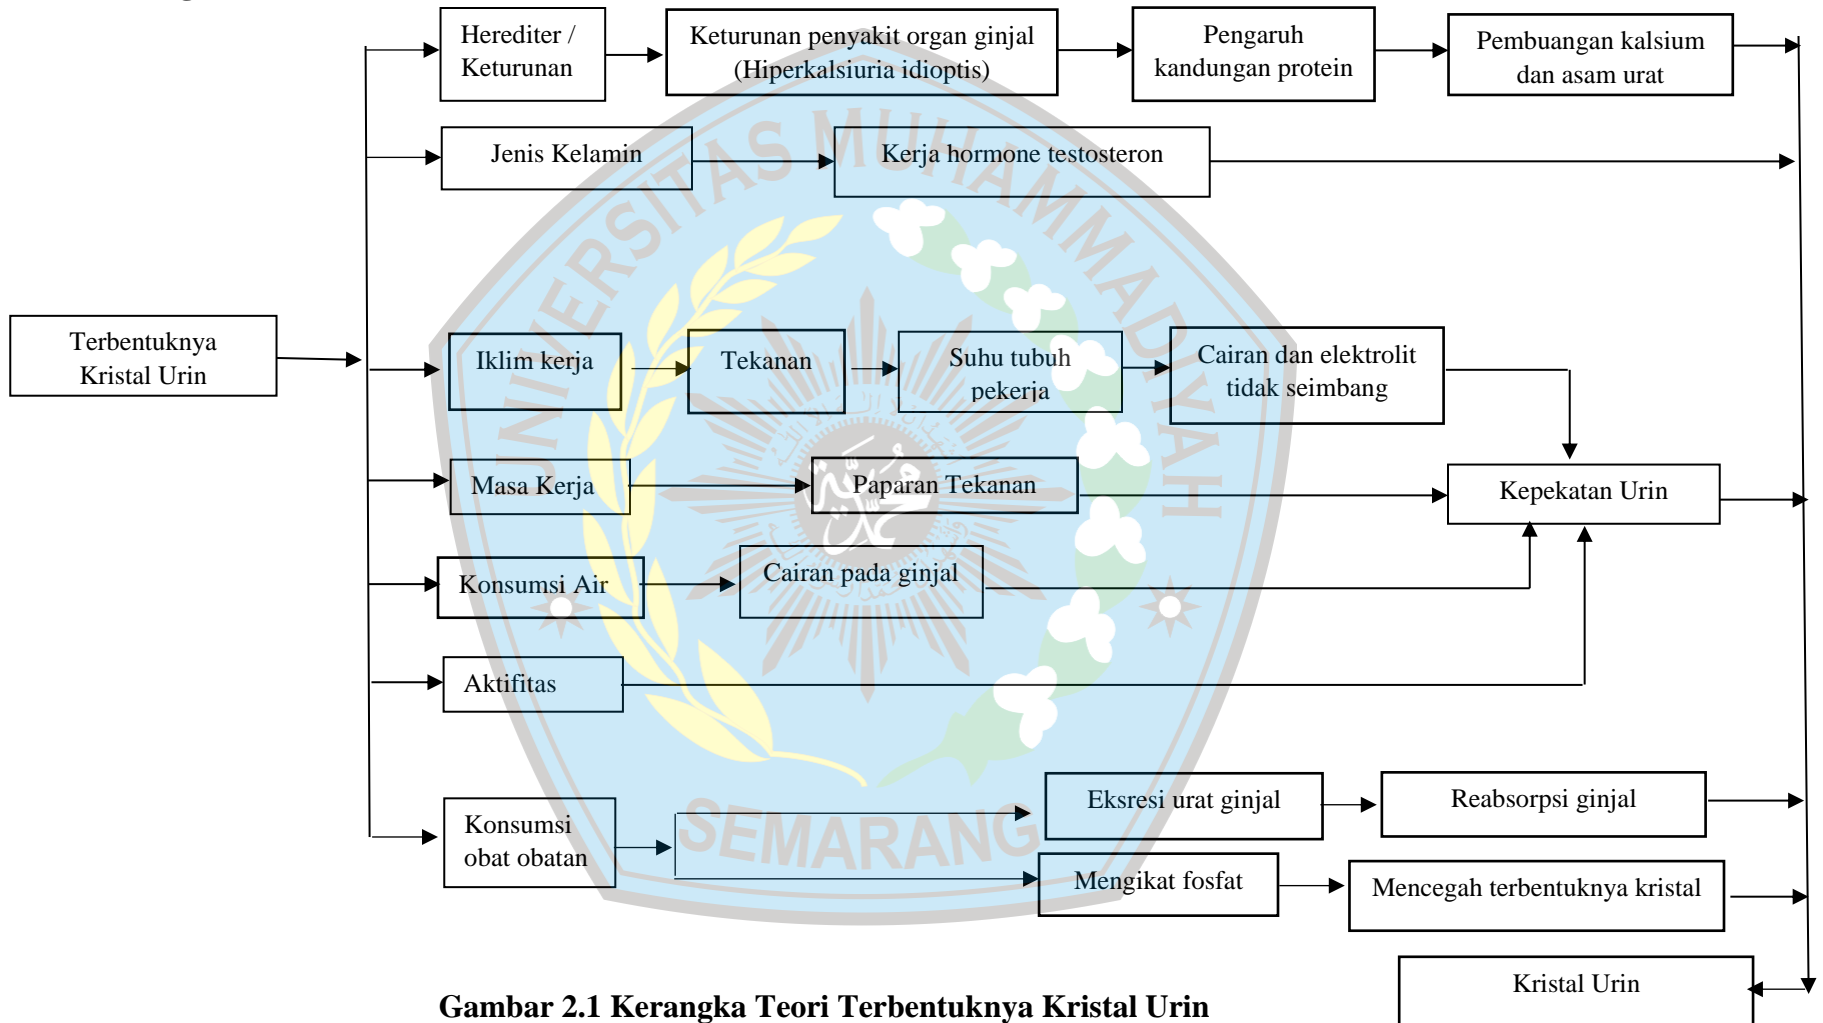 Herediter /
Keturunan
Keturunan penyakit organ ginjal
(Hiperkalsiuria idioptis)
Pengaruh
kandungan protein
Pembuangan kalsium
dan asam urat
Jenis Kelamin
Kerja hormone testosteron
Terbentuknya
Kristal Urin
Iklim kerja
Tekanan
Suhu tubuh
pekerja
Cairan dan elektrolit
tidak seimbang
Masa Kerja
Paparan Tekanan
Kepekatan Urin
Konsumsi Air
Cairan pada ginjal
Aktifitas
Konsumsi
obat obatan
Eksresi urat ginjal
Reabsorpsi ginjal
Mengikat fosfat
Mencegah terbentuknya kristal
Kristal Urin
Gambar 2.1 Kerangka Teori Terbentuknya Kristal Urin
UNIVERSITAS MUHAMMADIYAH
SEMARANG